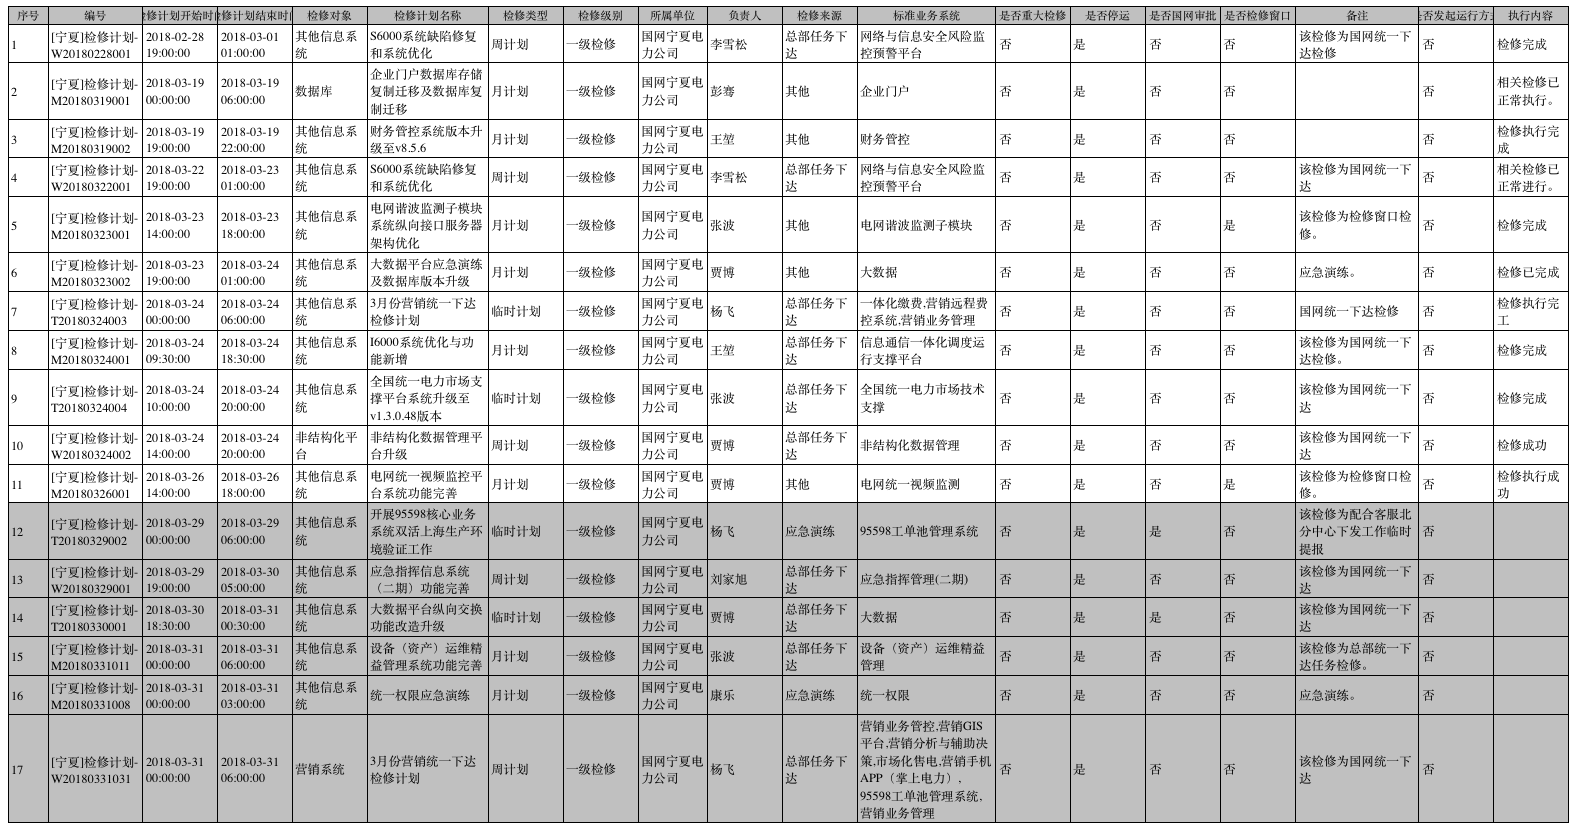 序号 编号 检修计划开始时间 检修计划结束时间 检修对象 检修计划名称 检修类型 检修级别 所属单位 负责人 检修来源 标准业务系统 是否重大检修 是否停运 是否国网审批 是否检修窗口 备注 是否发起运行方式 执行内容
1 [宁夏]检修计划-W20180228001 2018-02-28 19:00:00 2018-03-01 01:00:00 其他信息系统 S6000系统缺陷修复和系统优化 周计划 一级检修 国网宁夏电力公司 李雪松 总部任务下达 网络与信息安全风险监控预警平台 否 是 否 否 该检修为国网统一下达检修 否 检修完成
2 [宁夏]检修计划-M20180319001 2018-03-19 00:00:00 2018-03-19 06:00:00 数据库 企业门户数据库存储复制迁移及数据库复制迁移 月计划 一级检修 国网宁夏电力公司 彭骞 其他 企业门户 否 是 否 否 否 相关检修已正常执行。
3 [宁夏]检修计划-M20180319002 2018-03-19 19:00:00 2018-03-19 22:00:00 其他信息系统 财务管控系统版本升级至v8.5.6 月计划 一级检修 国网宁夏电力公司 王堃 其他 财务管控 否 是 否 否 否 检修执行完成
4 [宁夏]检修计划-W20180322001 2018-03-22 19:00:00 2018-03-23 01:00:00 其他信息系统 S6000系统缺陷修复和系统优化 周计划 一级检修 国网宁夏电力公司 李雪松 总部任务下达 网络与信息安全风险监控预警平台 否 是 否 否 该检修为国网统一下达 否 相关检修已正常进行。
5 [宁夏]检修计划-M20180323001 2018-03-23 14:00:00 2018-03-23 18:00:00 其他信息系统 电网谐波监测子模块系统纵向接口服务器架构优化 月计划 一级检修 国网宁夏电力公司 张波 其他 电网谐波监测子模块 否 是 否 是 该检修为检修窗口检修。 否 检修完成
6 [宁夏]检修计划-M20180323002 2018-03-23 19:00:00 2018-03-24 01:00:00 其他信息系统 大数据平台应急演练及数据库版本升级 月计划 一级检修 国网宁夏电力公司 贾博 其他 大数据 否 是 否 否 应急演练。 否 检修已完成
7 [宁夏]检修计划-T20180324003 2018-03-24 00:00:00 2018-03-24 06:00:00 其他信息系统 3月份营销统一下达检修计划 临时计划 一级检修 国网宁夏电力公司 杨飞 总部任务下达 一体化缴费,营销远程费控系统,营销业务管理 否 是 否 否 国网统一下达检修 否 检修执行完工
8 [宁夏]检修计划-M20180324001 2018-03-24 09:30:00 2018-03-24 18:30:00 其他信息系统 I6000系统优化与功能新增 月计划 一级检修 国网宁夏电力公司 王堃 总部任务下达 信息通信一体化调度运行支撑平台 否 是 否 否 该检修为国网统一下达检修。 否 检修完成
9 [宁夏]检修计划-T20180324004 2018-03-24 10:00:00 2018-03-24 20:00:00 其他信息系统 全国统一电力市场支撑平台系统升级至v1.3.0.48版本 临时计划 一级检修 国网宁夏电力公司 张波 总部任务下达 全国统一电力市场技术支撑 否 是 否 否 该检修为国网统一下达 否 检修完成
10 [宁夏]检修计划-W20180324002 2018-03-24 14:00:00 2018-03-24 20:00:00 非结构化平台 非结构化数据管理平台升级 周计划 一级检修 国网宁夏电力公司 贾博 总部任务下达 非结构化数据管理 否 是 否 否 该检修为国网统一下达 否 检修成功
11 [宁夏]检修计划-M20180326001 2018-03-26 14:00:00 2018-03-26 18:00:00 其他信息系统 电网统一视频监控平台系统功能完善 月计划 一级检修 国网宁夏电力公司 贾博 其他 电网统一视频监测 否 是 否 是 该检修为检修窗口检修。 否 检修执行成功
12 [宁夏]检修计划-T20180329002 2018-03-29 00:00:00 2018-03-29 06:00:00 其他信息系统 开展95598核心业务系统双活上海生产环境验证工作 临时计划 一级检修 国网宁夏电力公司 杨飞 应急演练 95598工单池管理系统 否 是 是 否 该检修为配合客服北分中心下发工作临时提报 否
13 [宁夏]检修计划-W20180329001 2018-03-29 19:00:00 2018-03-30 05:00:00 其他信息系统 应急指挥信息系统（二期）功能完善 周计划 一级检修 国网宁夏电力公司 刘家旭 总部任务下达 应急指挥管理(二期) 否 是 否 否 该检修为国网统一下达 否
14 [宁夏]检修计划-T20180330001 2018-03-30 18:30:00 2018-03-31 00:30:00 其他信息系统 大数据平台纵向交换功能改造升级 临时计划 一级检修 国网宁夏电力公司 贾博 总部任务下达 大数据 否 是 是 否 该检修为国网统一下达 否
15 [宁夏]检修计划-M20180331011 2018-03-31 00:00:00 2018-03-31 06:00:00 其他信息系统 设备（资产）运维精益管理系统功能完善 月计划 一级检修 国网宁夏电力公司 张波 总部任务下达 设备（资产）运维精益管理 否 是 否 否 该检修为总部统一下达任务检修。 否
16 [宁夏]检修计划-M20180331008 2018-03-31 00:00:00 2018-03-31 03:00:00 其他信息系统 统一权限应急演练 月计划 一级检修 国网宁夏电力公司 康乐 应急演练 统一权限 否 是 否 否 应急演练。 否
17 [宁夏]检修计划-W20180331031 2018-03-31 00:00:00 2018-03-31 06:00:00 营销系统 3月份营销统一下达检修计划 周计划 一级检修 国网宁夏电力公司 杨飞 总部任务下达 营销业务管控,营销GIS平台,营销分析与辅助决策,市场化售电,营销手机APP（掌上电力）,95598工单池管理系统,营销业务管理 否 是 否 否 该检修为国网统一下达 否